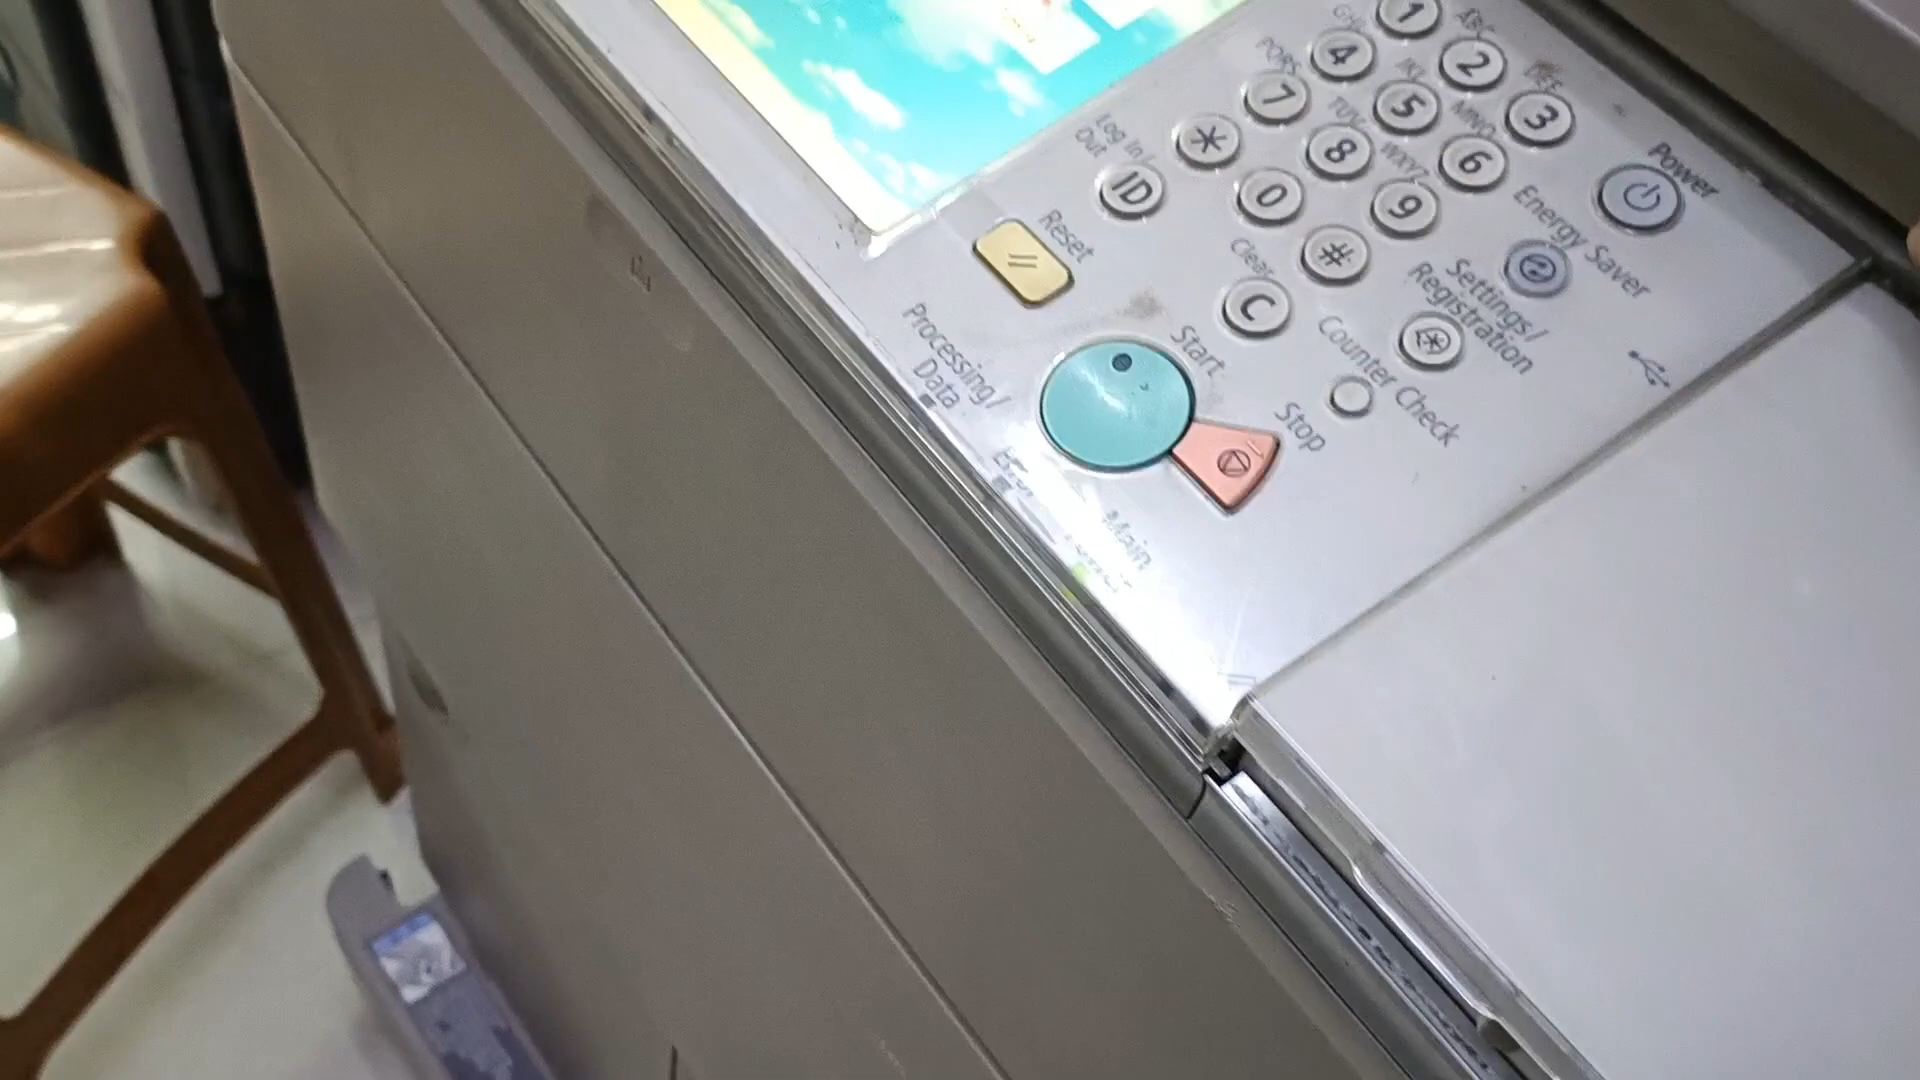 1
ABC
2
DEF
3
GHI
4
JKL
5
MNO
6
PQRS
7
TUV
8
WXYZ
9
*
0
#
Log In/
Out
ID
Reset
Clear
C
Power
Energy Saver
Settings/
Registration
Counter Check
Start
Stop
Processing/
Data
Error
Main